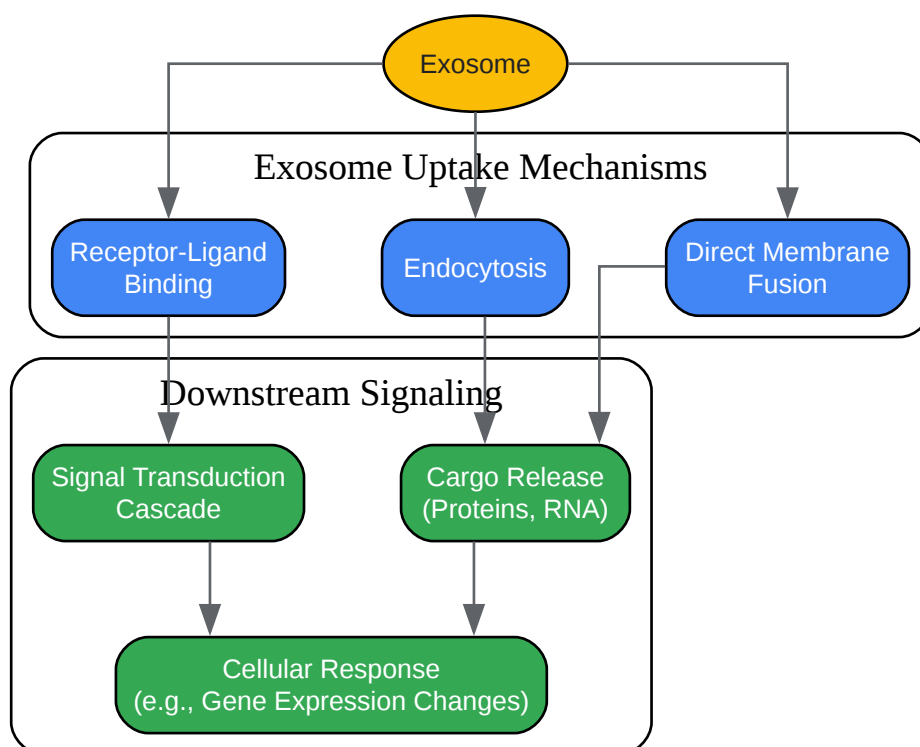 Exosome
Exosome Uptake Mechanisms
Receptor-Ligand
Binding
Endocytosis
Direct Membrane
Fusion
Downstream Signaling
Signal Transduction
Cascade
Cargo Release
(Proteins, RNA)
Cellular Response
(e.g., Gene Expression Changes)